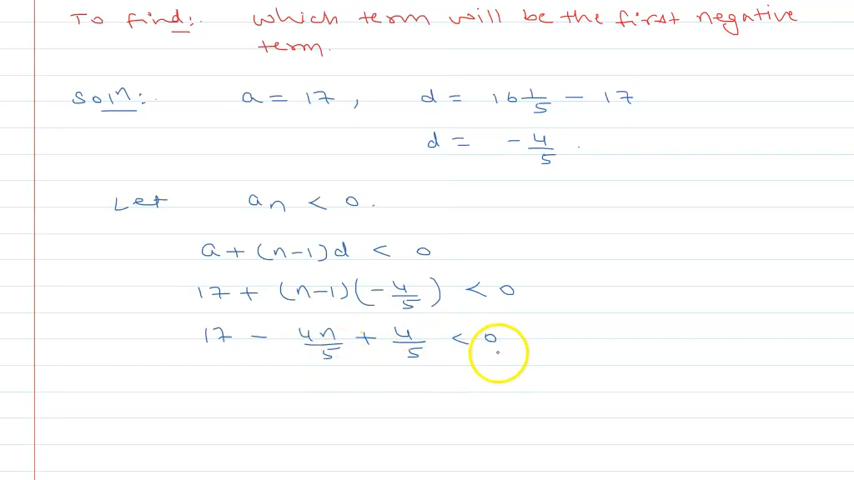 To find: which term will be the first negative
term.
Soln: a = 17, d = 16 1/5 - 17
d = - 4/5.
Let an < 0.
a + (n-1)d < 0
17 + (n-1)(- 4/5) < 0
17 - 4n/5 + 4/5 < 0